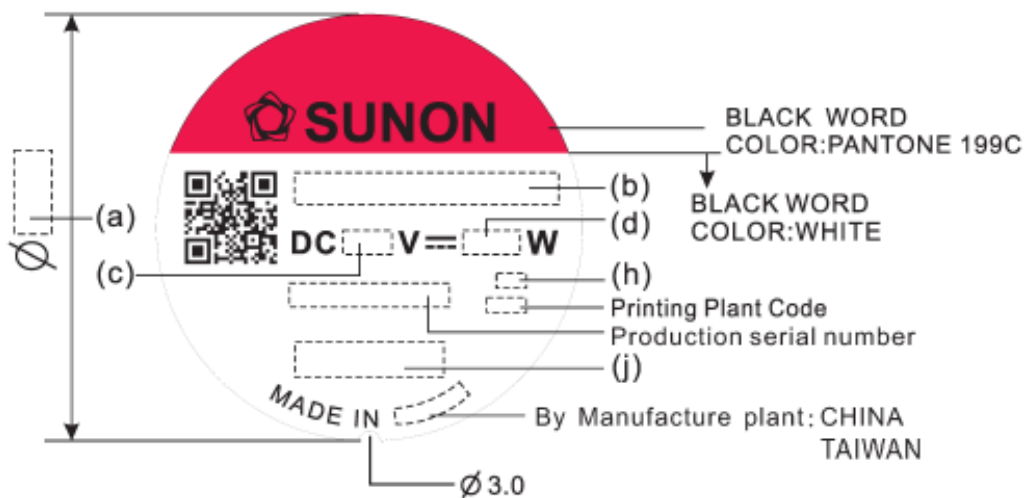 SUNON
BLACK WORD
COLOR:PANTONE 199C
(b)
BLACK WORD
COLOR:WHITE
(a)
Ø
DC V⎓ W
(d)
(c)
(h)
Printing Plant Code
Production serial number
(j)
MADE IN
By Manufacture plant: CHINA
TAIWAN
Ø 3.0